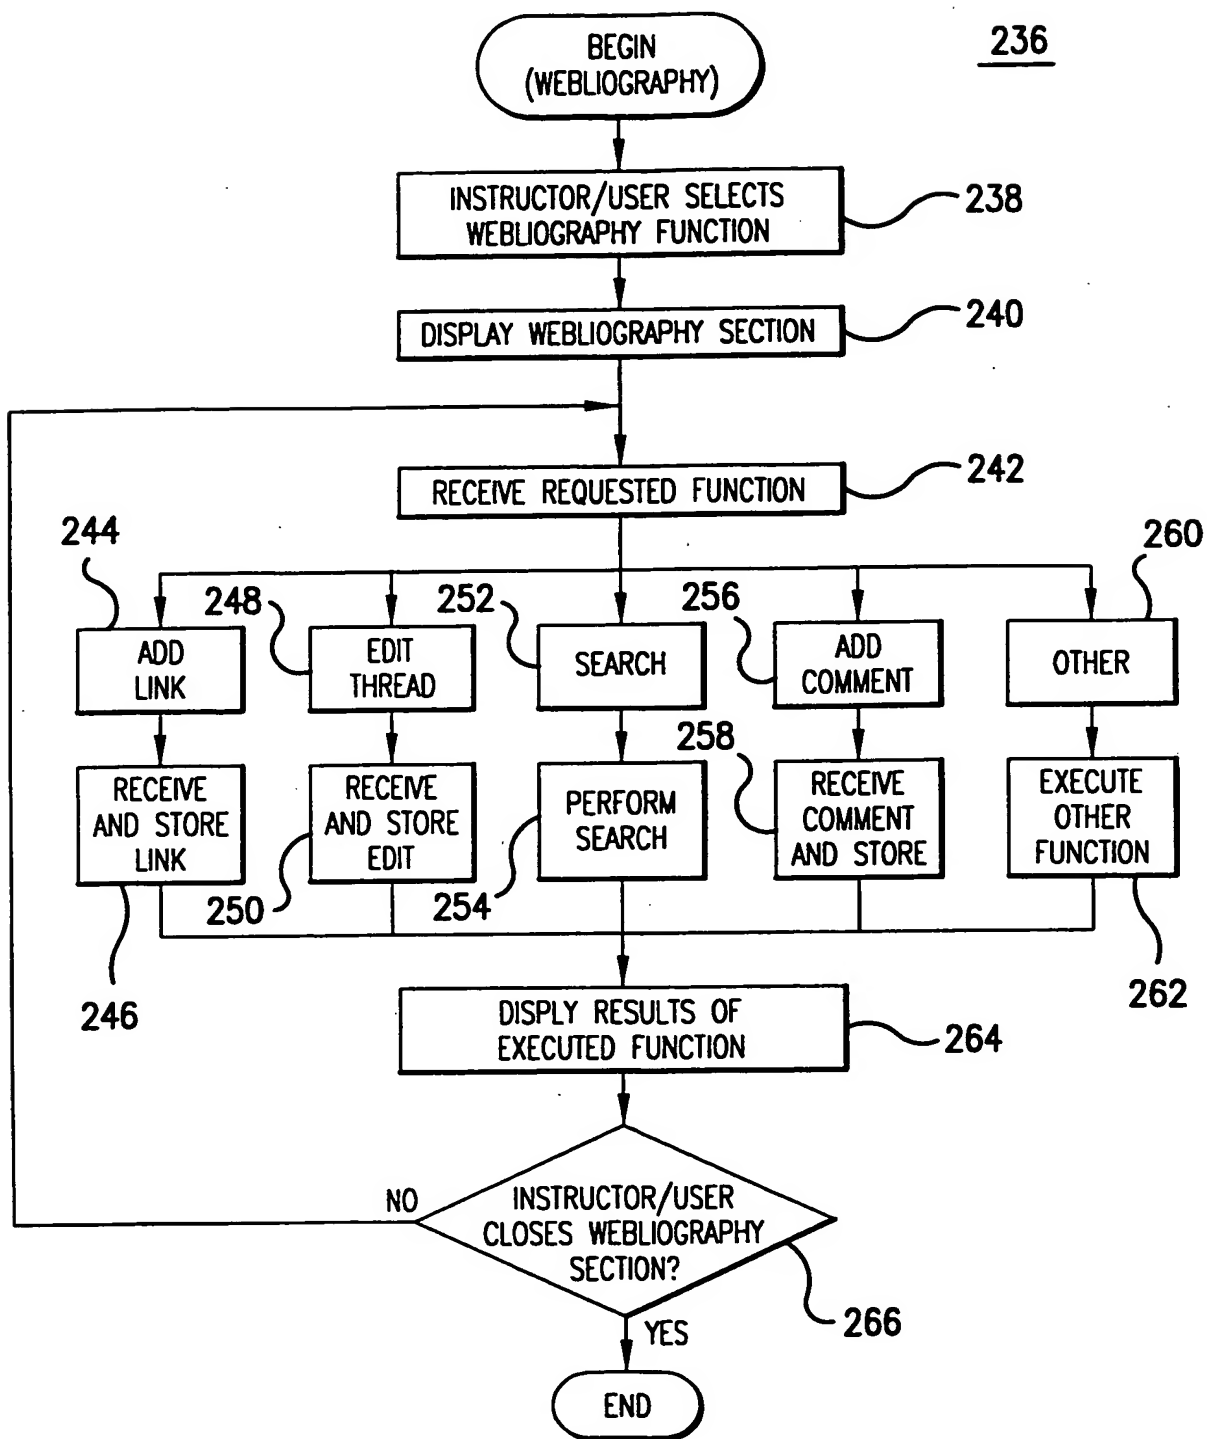 236
BEGIN
(WEBLIOGRAPHY)
INSTRUCTOR/USER SELECTS
WEBLIOGRAPHY FUNCTION
238
DISPLAY WEBLIOGRAPHY SECTION
240
RECEIVE REQUESTED FUNCTION
242
244
ADD
LINK
248
EDIT
THREAD
252
SEARCH
256
ADD
COMMENT
260
OTHER
RECEIVE
AND STORE
LINK
246
RECEIVE
AND STORE
EDIT
250
PERFORM
SEARCH
254
258
RECEIVE
COMMENT
AND STORE
EXECUTE
OTHER
FUNCTION
262
DISPLY RESULTS OF
EXECUTED FUNCTION
264
NO
INSTRUCTOR/USER
CLOSES WEBLIOGRAPHY
SECTION?
266
YES
END